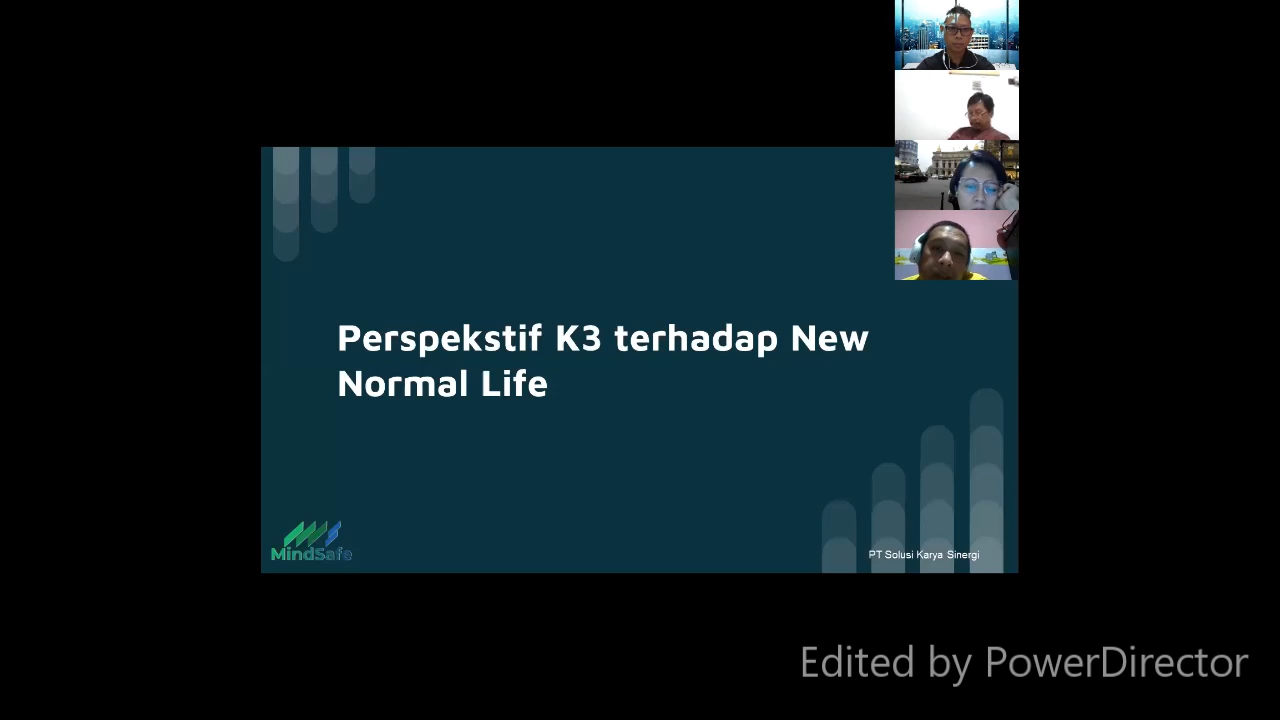 Perspekstif K3 terhadap New
Normal Life
MindSafe
PT Solusi Karya Sinergi
Edited by PowerDirector